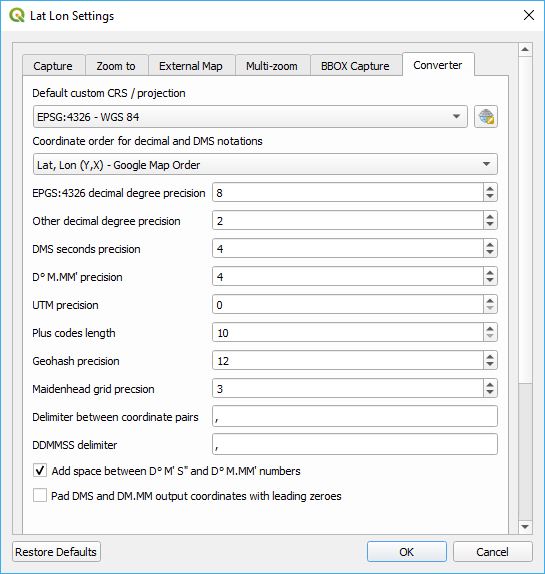 Lat Lon Settings
Capture Zoom to External Map Multi-zoom BBOX Capture Converter
Default custom CRS / projection
EPSG:4326 - WGS 84
Coordinate order for decimal and DMS notations
Lat, Lon (Y,X) - Google Map Order
EPGS:4326 decimal degree precision 8
Other decimal degree precision 2
DMS seconds precision 4
D° M.MM' precision 4
UTM precision 0
Plus codes length 10
Geohash precision 12
Maidenhead grid precsion 3
Delimiter between coordinate pairs ,
DDMMSS delimiter ,
Add space between D° M' S" and D° M.MM' numbers
Pad DMS and DM.MM output coordinates with leading zeroes
Restore Defaults OK Cancel